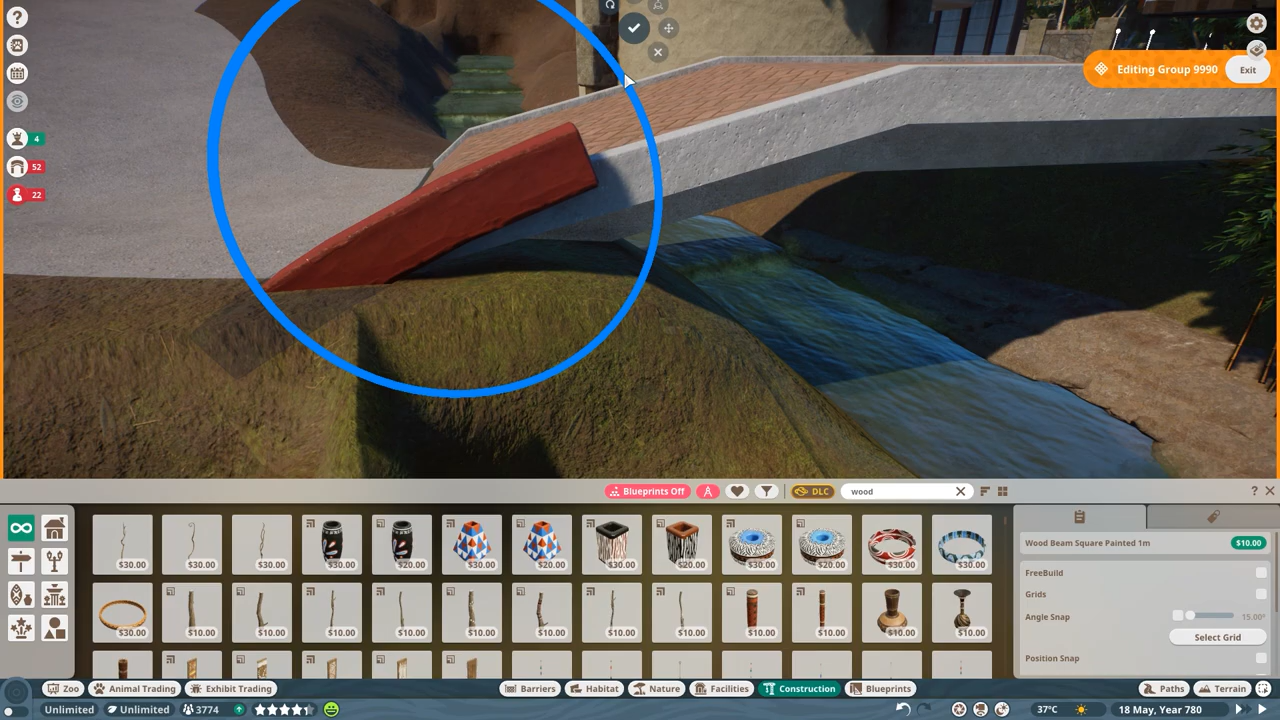 ?
4
52
22
Editing Group 9990
Exit
Blueprints Off
DLC
wood
?
$30.00
$30.00
$30.00
$30.00
$20.00
$30.00
$20.00
$30.00
$20.00
$30.00
$20.00
$30.00
$30.00
$30.00
$10.00
$10.00
$10.00
$10.00
$10.00
$10.00
$10.00
$10.00
$10.00
$10.00
$10.00
$10.00
Wood Beam Square Painted 1m
$10.00
FreeBuild
Grids
Angle Snap
15.00°
Select Grid
Position Snap
Zoo
Animal Trading
Exhibit Trading
Barriers
Habitat
Nature
Facilities
Construction
Blueprints
Paths
Terrain
Unlimited
Unlimited
3774
37°C
18 May, Year 780